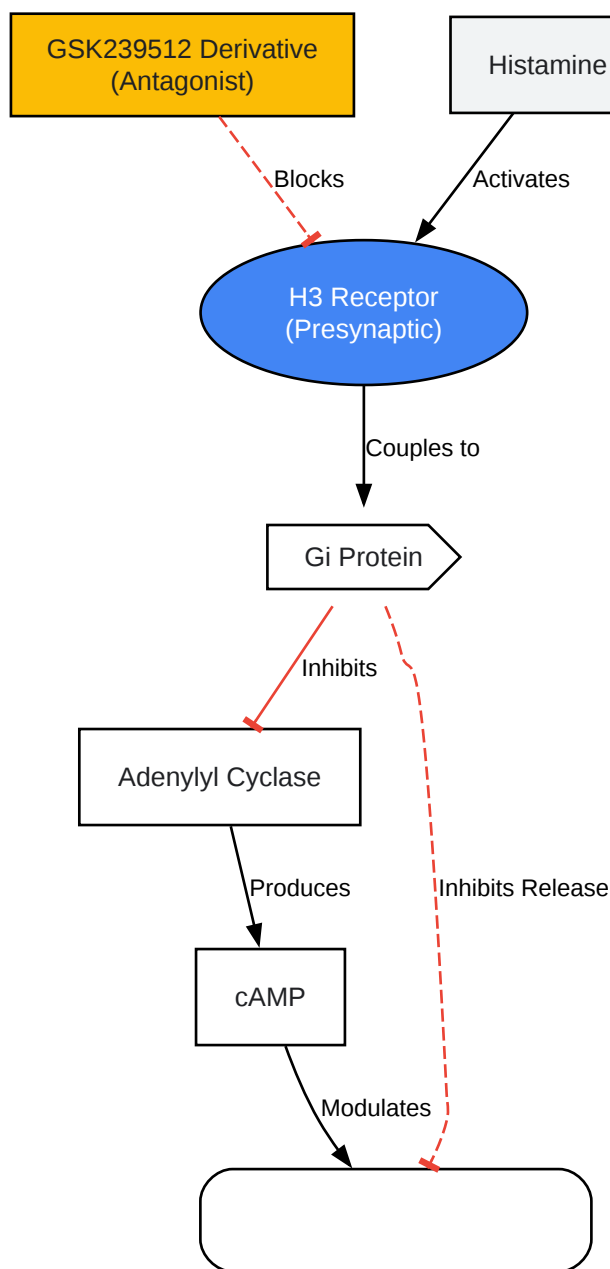 GSK239512 Derivative
(Antagonist)
Histamine
Blocks
Activates
H3 Receptor
(Presynaptic)
Couples to
Gi Protein
Inhibits
Adenylyl Cyclase
Produces
Inhibits Release
cAMP
Modulates